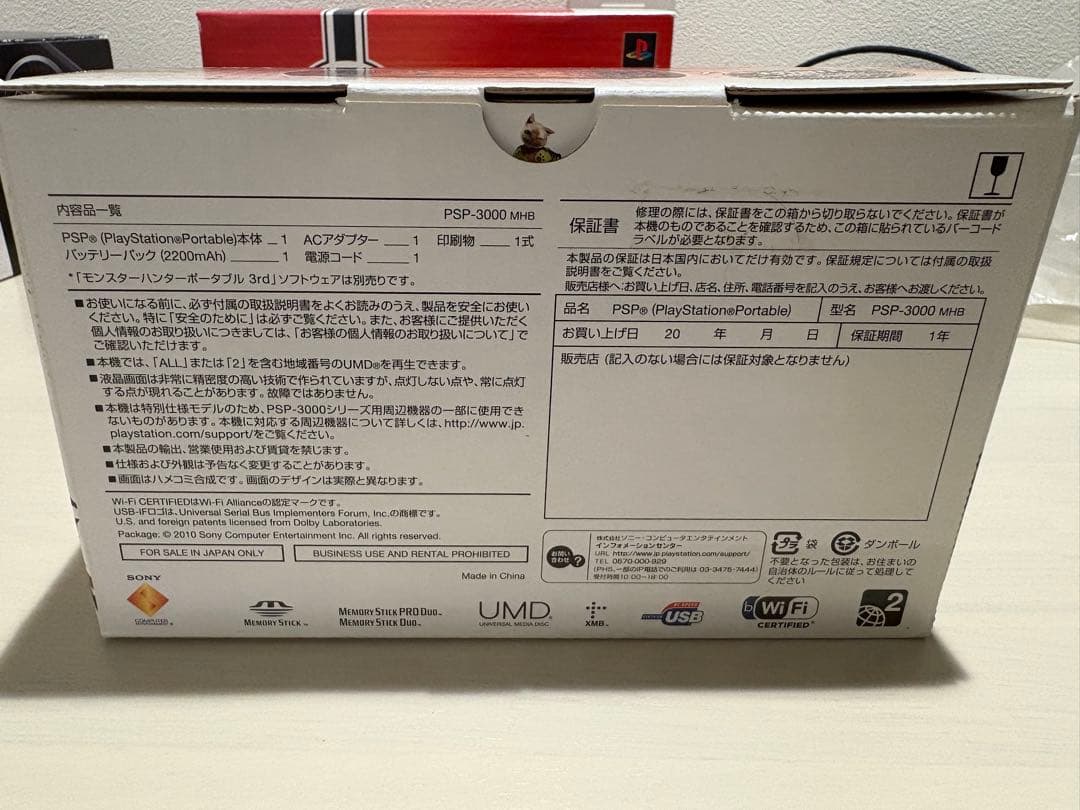 内容品一覧
PSP-3000 MHB
PSP® (PlayStation®Portable)本体 1 ACアダプター 1 印刷物 1式
バッテリーパック (2200mAh) 1 電源コード 1
*「モンスターハンターポータブル 3rd」ソフトウェアは別売りです。
■お使いになる前に、必ず付属の取扱説明書をよくお読みのうえ、製品を安全にお使い
ください。特に「安全のために」は必ずご覧ください。また、お客様にご提供いただく
個人情報のお取り扱いにつきましては、「お客様の個人情報のお取り扱いについて」で
ご確認いただけます。
■本機では、「ALL」または「2」を含む地域番号のUMD®を再生できます。
■液晶画面は非常に精密度の高い技術で作られていますが、点灯しない点や、常に点灯
する点が現れることがあります。故障ではありません。
■本機は特別仕様モデルのため、PSP-3000シリーズ用周辺機器の一部に使用でき
ないものがあります。本機に対応する周辺機器について詳しくは、http://www.jp.
playstation.com/support/をご覧ください。
■本製品の輸出、営業使用および賃貸を禁じます。
■仕様および外観は予告なく変更することがあります。
■画面はハメコミ合成です。画面のデザインは実際と異なります。
Wi-Fi CERTIFIEDはWi-Fi Allianceの認定マークです。
USB-IFロゴは、Universal Serial Bus Implementers Forum, Inc.の商標です。
U.S. and foreign patents licensed from Dolby Laboratories.
Package: © 2010 Sony Computer Entertainment Inc. All rights reserved.
FOR SALE IN JAPAN ONLY
BUSINESS USE AND RENTAL PROHIBITED
Made in China
保証書
修理の際には、保証書をこの箱から切り取らないでください。保証書が
本機のものであることを確認するため、この箱に貼られているバーコード
ラベルが必要となります。
本製品の保証は日本国内においてだけ有効です。保証規定については付属の取扱
説明書をご覧ください。
販売店様へ:お買い上げ日、店名、住所、電話番号を記入のうえ、お客様へお渡しください。
品名 PSP® (PlayStation®Portable) 型名 PSP-3000 MHB
お買い上げ日 20 年 月 日 保証期間 1年
販売店 (記入のない場合には保証対象となりません)
お問い合わせ?
株式会社ソニー・コンピュータエンタテインメント
インフォメーションセンター
URL http://www.jp.playstation.com/support/
TEL 0570-000-929
(PHS、一部のIP電話でのご利用は 03-3475-7444)
受付時間 10:00~18:00
プラ 袋 ダンボール
不要となった包装は、お住まいの
自治体のルールに従って処理して
ください
SONY
COMPUTER
MEMORY STICK™
MEMORY STICK PRO DUO™
MEMORY STICK DUO™
UMD
UNIVERSAL MEDIA DISC
XMB™
USB
Wi Fi
CERTIFIED
2